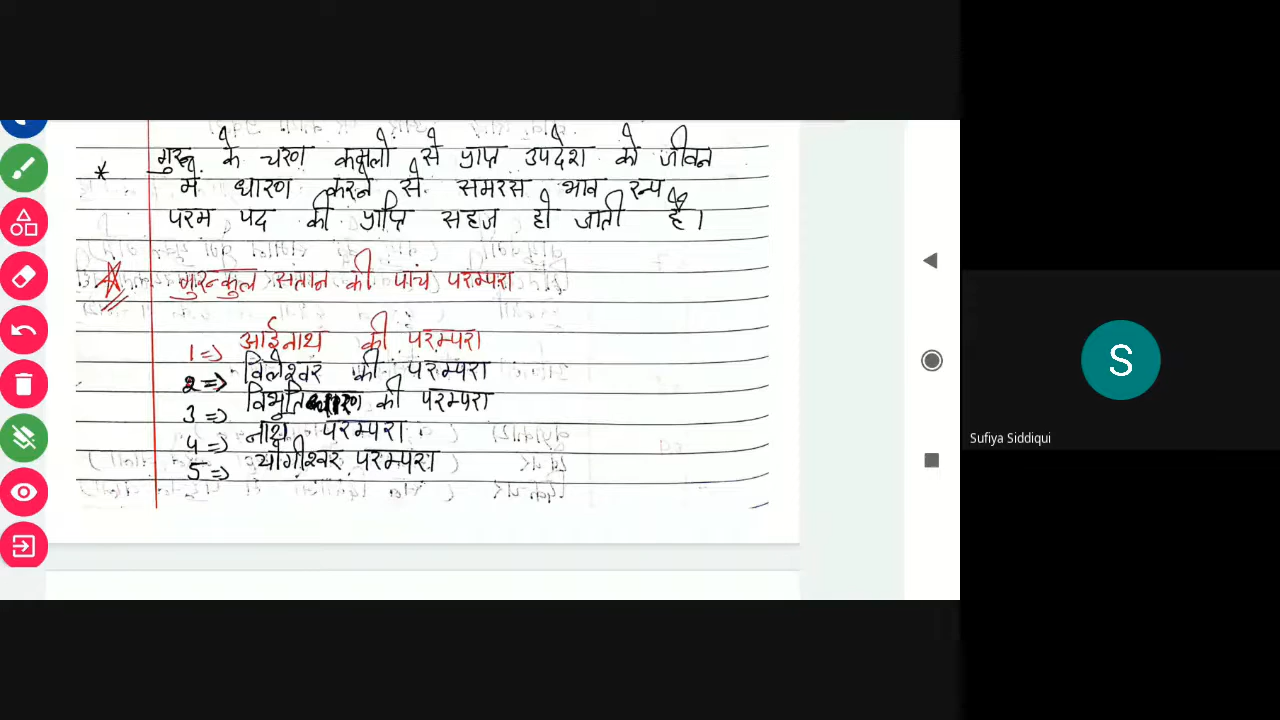 गुरू के चरण कमलो से प्राप्त उपदेश को जीवन
* में धारण करने से समरस भाव रूप
परम पद की प्राप्ति सहज हो जाती है।
गुरूकुल संतान की पांच परम्परा
1 => आईनाथ की परम्परा
2 => विलेश्वर की परम्परा
3 => विभूति की परम्परा
4 => नाथ परम्परा
5 => योगीश्वर परम्परा
S
Sufiya Siddiqui